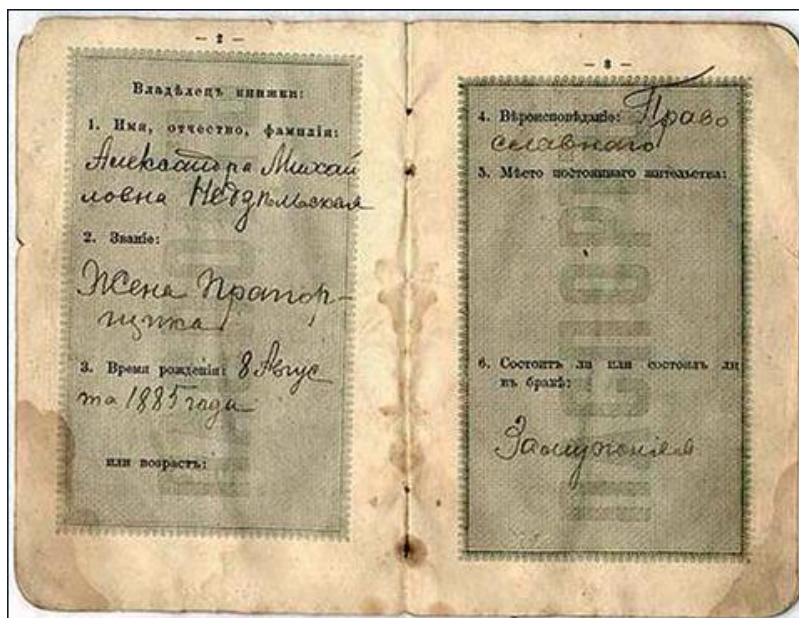 — 2 —
Владѣлецъ книжки:
1. Имя, отчество, фамилія:
Александра Михай
ловна Недѣльская
2. Званіе:
Жена Прапор-
щика
3. Время рожденія: 8 Авгус
та 1885 года
или возрастъ:
— 3 —
4. Вѣроисповѣданіе: Право
славнаго
5. Мѣсто постояннаго жительства:
6. Состоитъ ли или состоялъ ли
въ бракѣ:
Замужняя